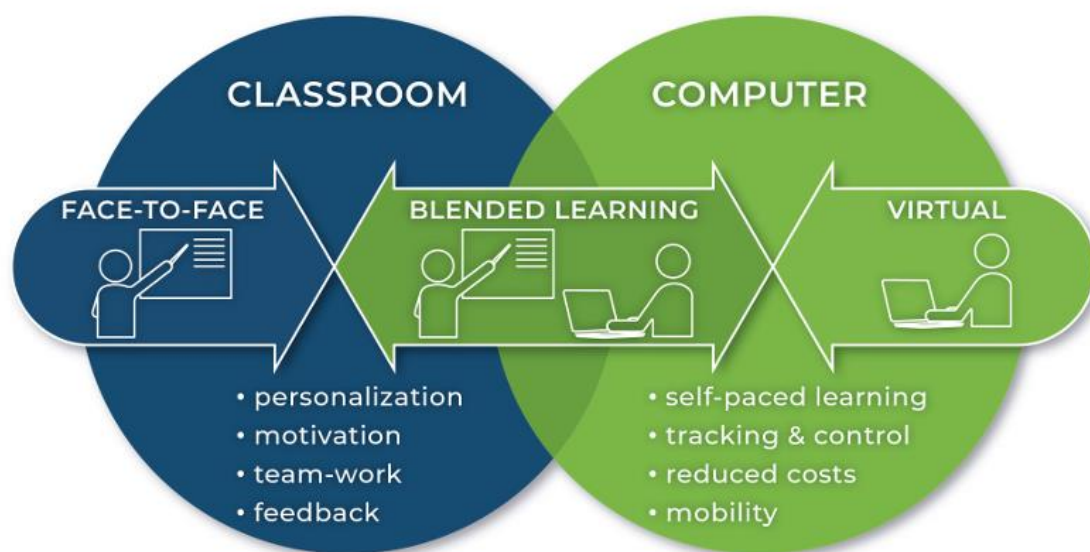 CLASSROOM
COMPUTER
FACE-TO-FACE
BLENDED LEARNING
VIRTUAL
• personalization
• motivation
• team-work
• feedback
• self-paced learning
• tracking & control
• reduced costs
• mobility